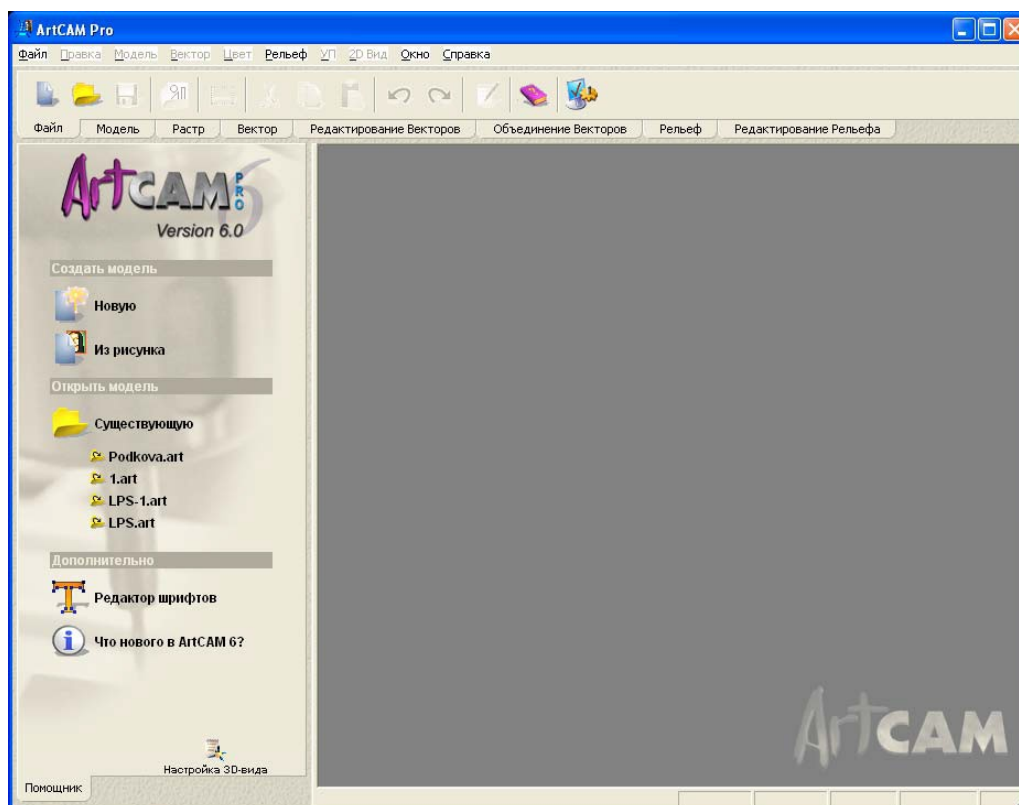 ArtCAM Pro
Файл Правка Модель Вектор Цвет Рельеф УП 2D Вид Окно Справка
Файл Модель Растр Вектор Редактирование Векторов Объединение Векторов Рельеф Редактирование Рельефа
ArtCAM PRO 6
Version 6.0
Создать модель
Новую
Из рисунка
Открыть модель
Существующую
Podkova.art
1.art
LPS-1.art
LPS.art
Дополнительно
Редактор шрифтов
Что нового в ArtCAM 6?
ArtCAM
Настройка 3D-вида
Помощник